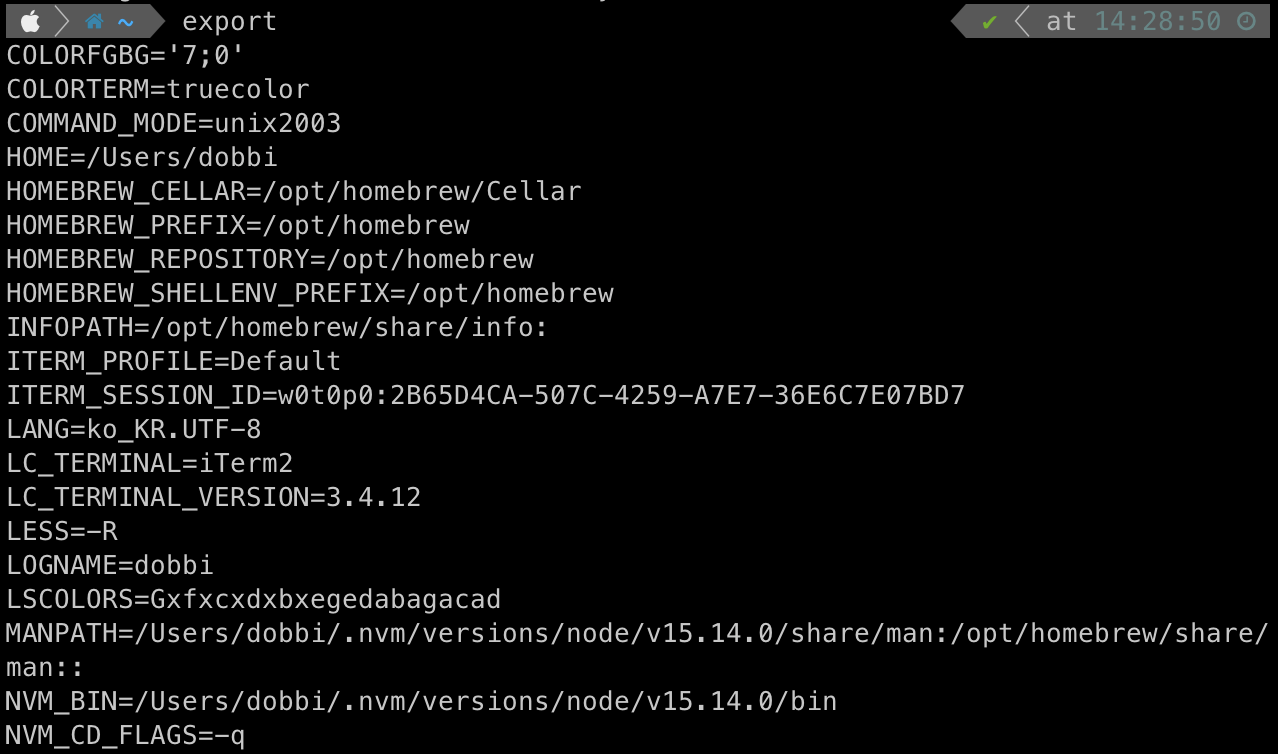 ~ export ✔ at 14:28:50
COLORFGBG='7;0'
COLORTERM=truecolor
COMMAND_MODE=unix2003
HOME=/Users/dobbi
HOMEBREW_CELLAR=/opt/homebrew/Cellar
HOMEBREW_PREFIX=/opt/homebrew
HOMEBREW_REPOSITORY=/opt/homebrew
HOMEBREW_SHELLENV_PREFIX=/opt/homebrew
INFOPATH=/opt/homebrew/share/info:
ITERM_PROFILE=Default
ITERM_SESSION_ID=w0t0p0:2B65D4CA-507C-4259-A7E7-36E6C7E07BD7
LANG=ko_KR.UTF-8
LC_TERMINAL=iTerm2
LC_TERMINAL_VERSION=3.4.12
LESS=-R
LOGNAME=dobbi
LSCOLORS=Gxfxcxdxbxegedabagacad
MANPATH=/Users/dobbi/.nvm/versions/node/v15.14.0/share/man:/opt/homebrew/share/
man::
NVM_BIN=/Users/dobbi/.nvm/versions/node/v15.14.0/bin
NVM_CD_FLAGS=-q